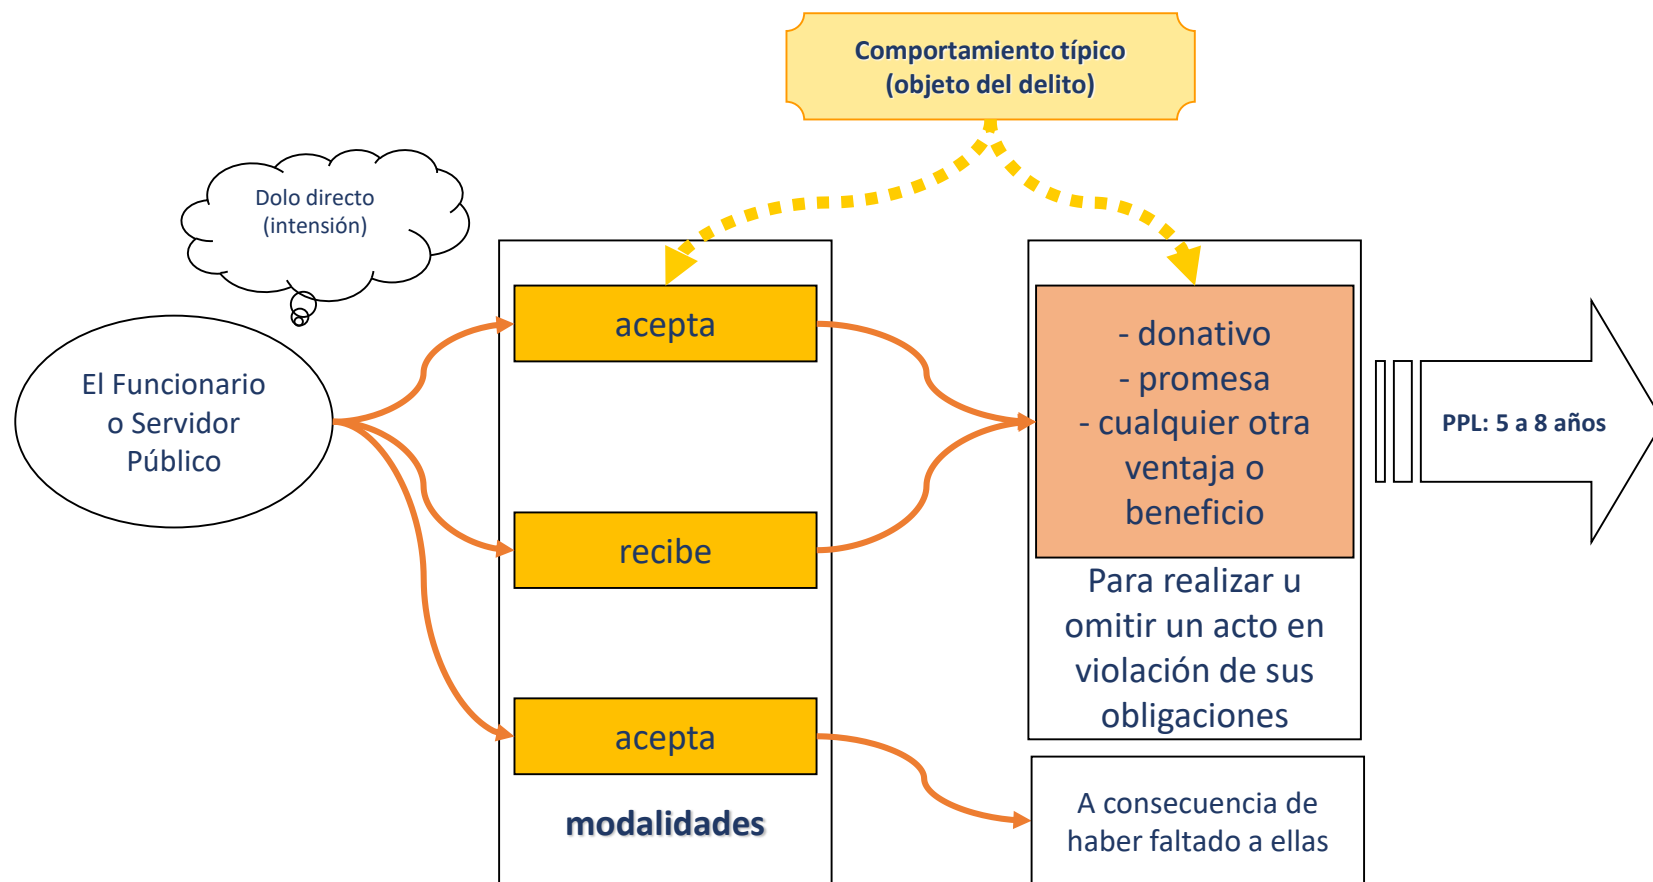 Comportamiento típico
(objeto del delito)
Dolo directo
(intensión)
El Funcionario
o Servidor
Público
acepta
recibe
acepta
modalidades
- donativo
- promesa
- cualquier otra
ventaja o
beneficio
Para realizar u
omitir un acto en
violación de sus
obligaciones
A consecuencia de
haber faltado a ellas
PPL: 5 a 8 años